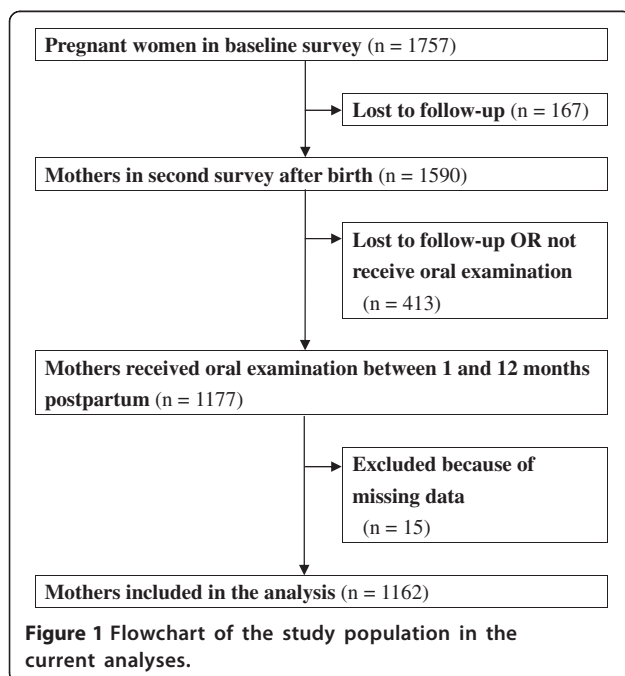 Pregnant women in baseline survey (n = 1757)
Lost to follow-up (n = 167)
Mothers in second survey after birth (n = 1590)
Lost to follow-up OR not
receive oral examination
(n = 413)
Mothers received oral examination between 1 and 12 months
postpartum (n = 1177)
Excluded because of
missing data
(n = 15)
Mothers included in the analysis (n = 1162)
Figure 1 Flowchart of the study population in the
current analyses.